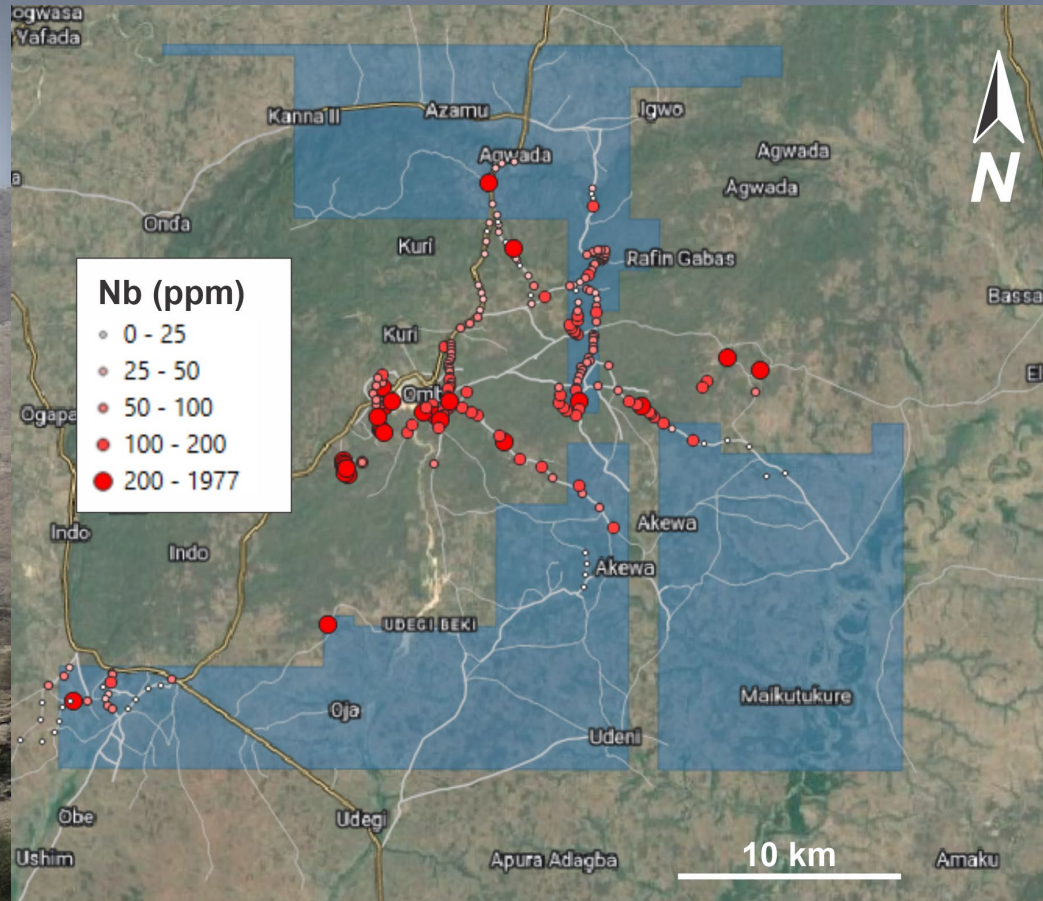 ogwasa
Yafada
Kanna II
Azamu
Igwo
Agwada
Agwada
Agwada
Onda
Kuri
Rafin Gabas
N
Nb (ppm)
0 - 25
25 - 50
50 - 100
100 - 200
200 - 1977
Bassa
Kuri
El
Omb
Ogapa
Indo
Indo
Akewa
Akewa
UDEGI BEKI
Oja
Maikutukure
Udeni
Obe
Udegi
Ushim
Apura Adagba
10 km
Amaku